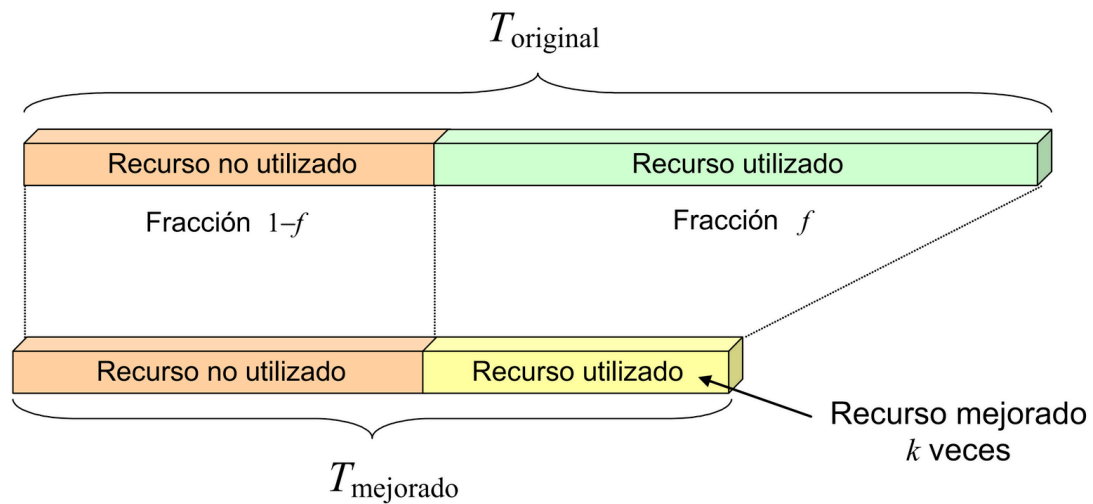 T original
Recurso no utilizado
Recurso utilizado
Fracción 1–f
Fracción f
Recurso no utilizado
Recurso utilizado
Recurso mejorado
k veces
T mejorado